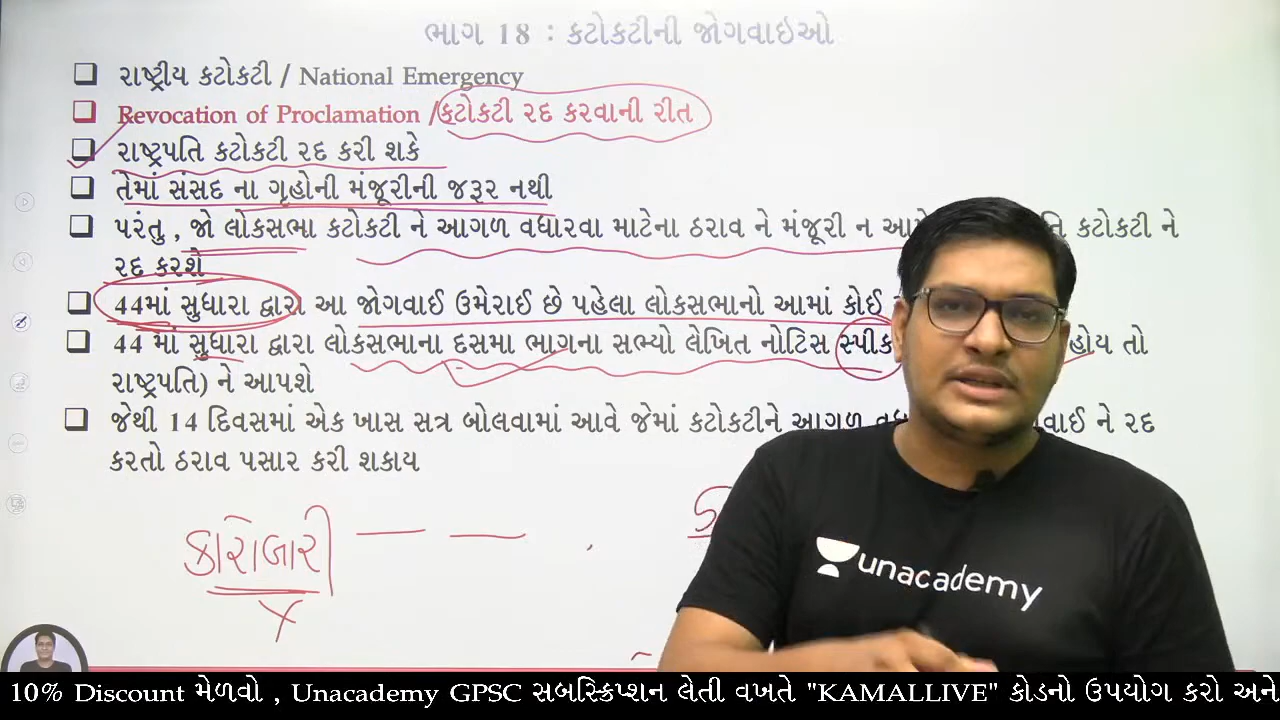 ભાગ 18 : કટોકટીની જોગવાઇઓ
રાષ્ટ્રીય કટોકટી / National Emergency
Revocation of Proclamation /કટોકટી રદ કરવાની રીત
રાષ્ટ્રપતિ કટોકટી રદ કરી શકે
તેમાં સંસદ ના ગૃહોની મંજૂરીની જરૂર નથી
પરંતુ , જો લોકસભા કટોકટી ને આગળ વધારવા માટેના ઠરાવ ને મંજૂરી ન કટોકટી ને
રદ કરશે
44માં સુધારા દ્વારા આ જોગવાઈ ઉમેરાઈ છે પહેલા લોકસભાનો આમાં કોઈ
44 માં સુધારા દ્વારા લોકસભાના દસમા ભાગના સભ્યો લેખિત નોટિસ હોય તો
રાષ્ટ્રપતિ) ને આપશે
જેથી 14 દિવસમાં એક ખાસ સત્ર બોલવામાં આવે જેમાં કટોકટીને આગળ ને રદ
કરતો ઠરાવ પસાર કરી શકાય
કારોબારી
unacademy
10% Discount મેળવો , Unacademy GPSC સબસ્ક્રિપ્શન લેતી વખતે "KAMALLIVE" કોડનો ઉપયોગ કરો અને